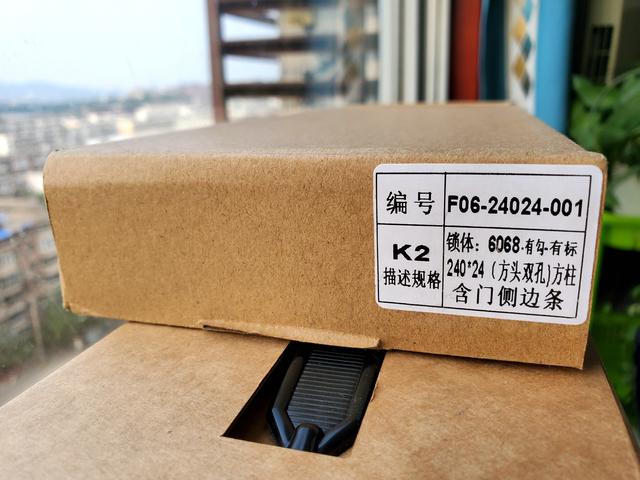 编号 F06-24024-001
K2
描述规格
锁体：6068·有勾·有标
240*24（方头双孔)方柱
含门侧边条